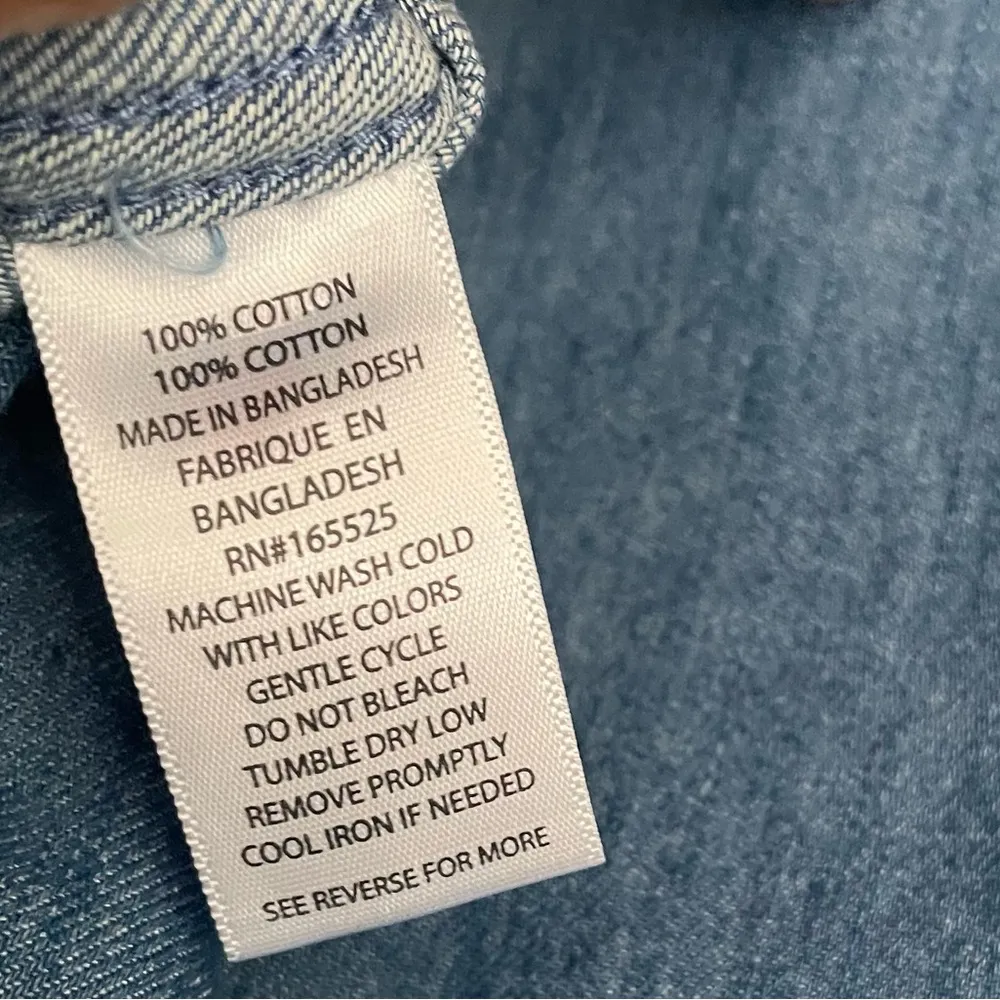 100% COTTON
100% COTTON
MADE IN BANGLADESH
FABRIQUE EN
BANGLADESH
RN#165525
MACHINE WASH COLD
WITH LIKE COLORS
GENTLE CYCLE
DO NOT BLEACH
TUMBLE DRY LOW
REMOVE PROMPTLY
COOL IRON IF NEEDED
SEE REVERSE FOR MORE